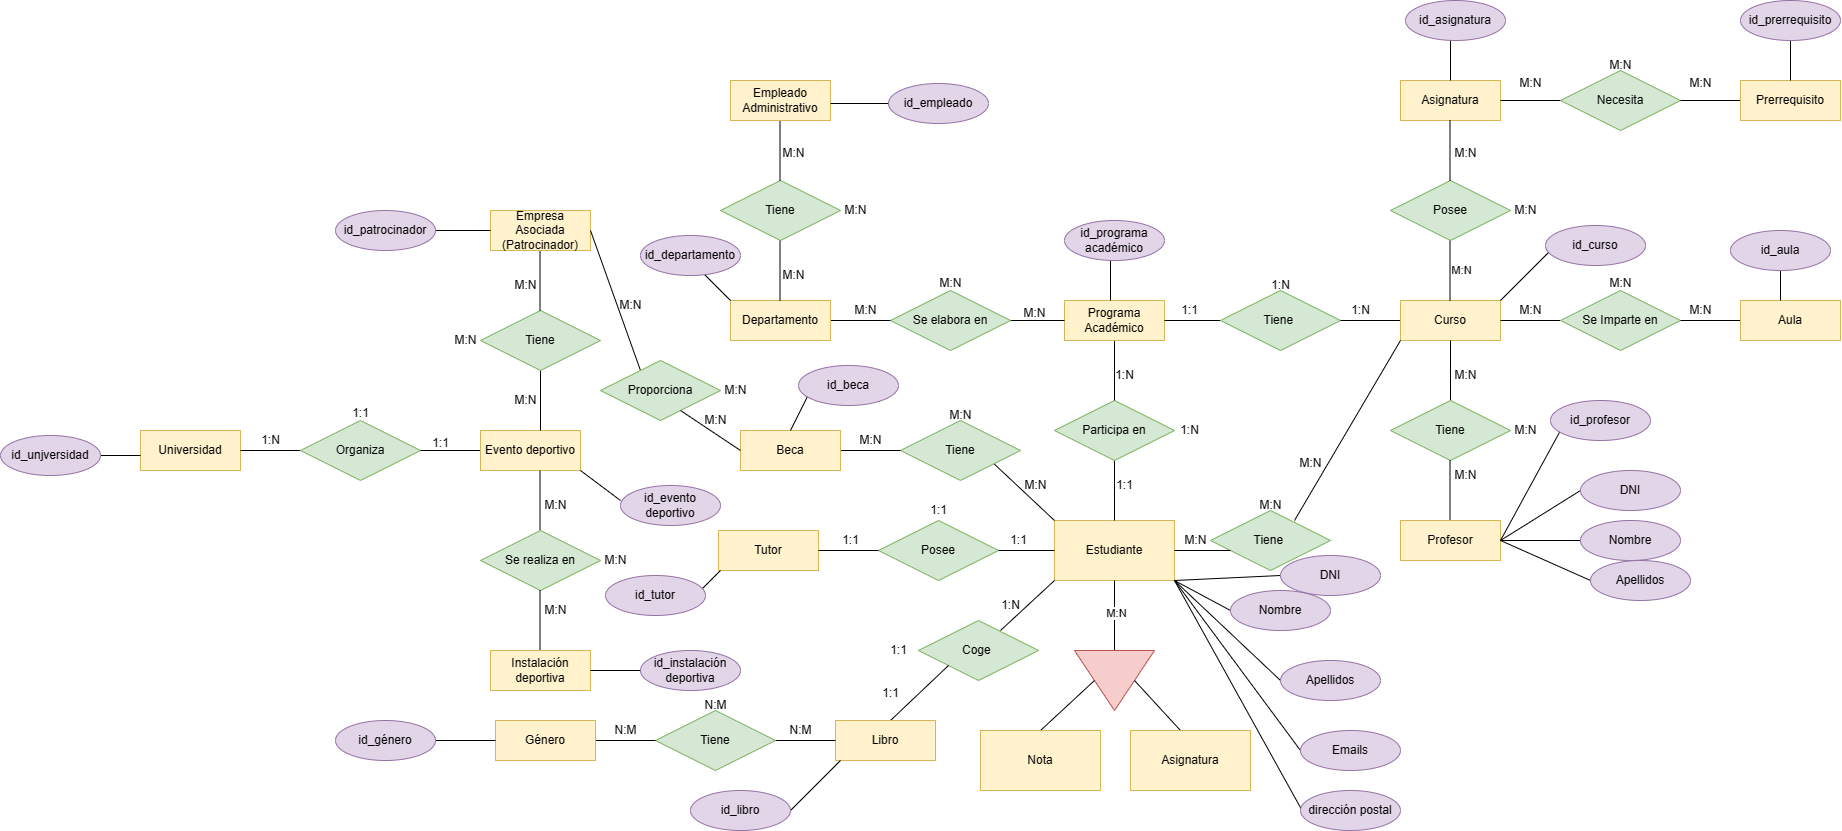 id_asignatura
id_prerrequisito
M:N
M:N
M:N
Asignatura
Necesita
Prerrequisito
Empleado
Administrativo
id_empleado
M:N
M:N
Tiene
M:N
Posee
M:N
Empresa
Asociada
(Patrocinador)
id_patrocinador
id_programa
académico
id_departamento
id_curso
id_aula
M:N
M:N
M:N
M:N
1:N
M:N
M:N
Departamento
M:N
Se elabora en
M:N
Programa
Académico
1:1
Tiene
1:N
Curso
M:N
Se Imparte en
M:N
Aula
M:N
Tiene
M:N
Proporciona
M:N
id_beca
1:N
M:N
M:N
M:N
1:1
M:N
id_profesor
Participa en
1:N
Tiene
M:N
id_unjversidad
Universidad
1:N
Organiza
1:1
Evento deportivo
Beca
M:N
Tiene
M:N
M:N
M:N
1:1
DNI
id_evento
deportivo
M:N
1:1
M:N
Tutor
1:1
Posee
1:1
Estudiante
M:N
Tiene
Profesor
Nombre
Se realiza en
M:N
DNI
Apellidos
id_tutor
M:N
1:N
M:N
Nombre
Instalación
deportiva
id_instalación
deportiva
1:1
Coge
Apellidos
1:1
N:M
id_género
Género
N:M
Tiene
N:M
Libro
Nota
Asignatura
Emails
id_libro
dirección postal